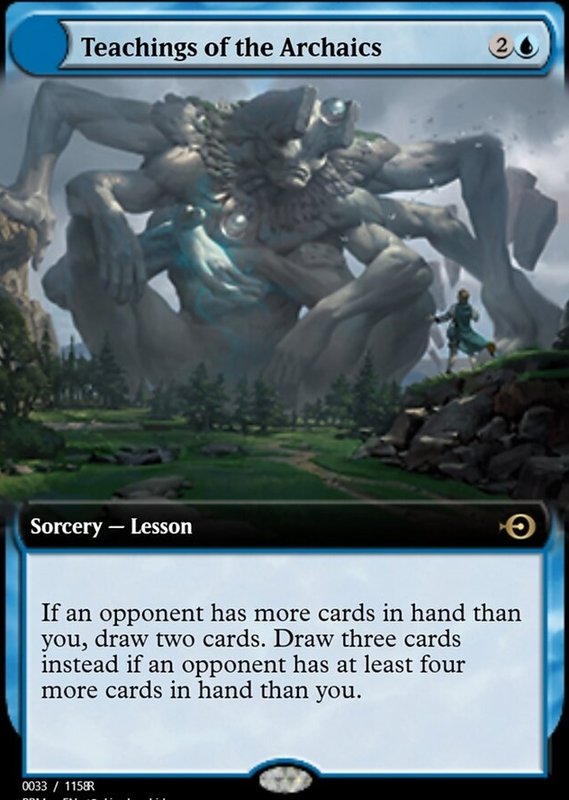 Teachings of the Archaics 2
Sorcery — Lesson
If an opponent has more cards in hand than
you, draw two cards. Draw three cards
instead if an opponent has at least four
more cards in hand than you.
0033 / 1158R